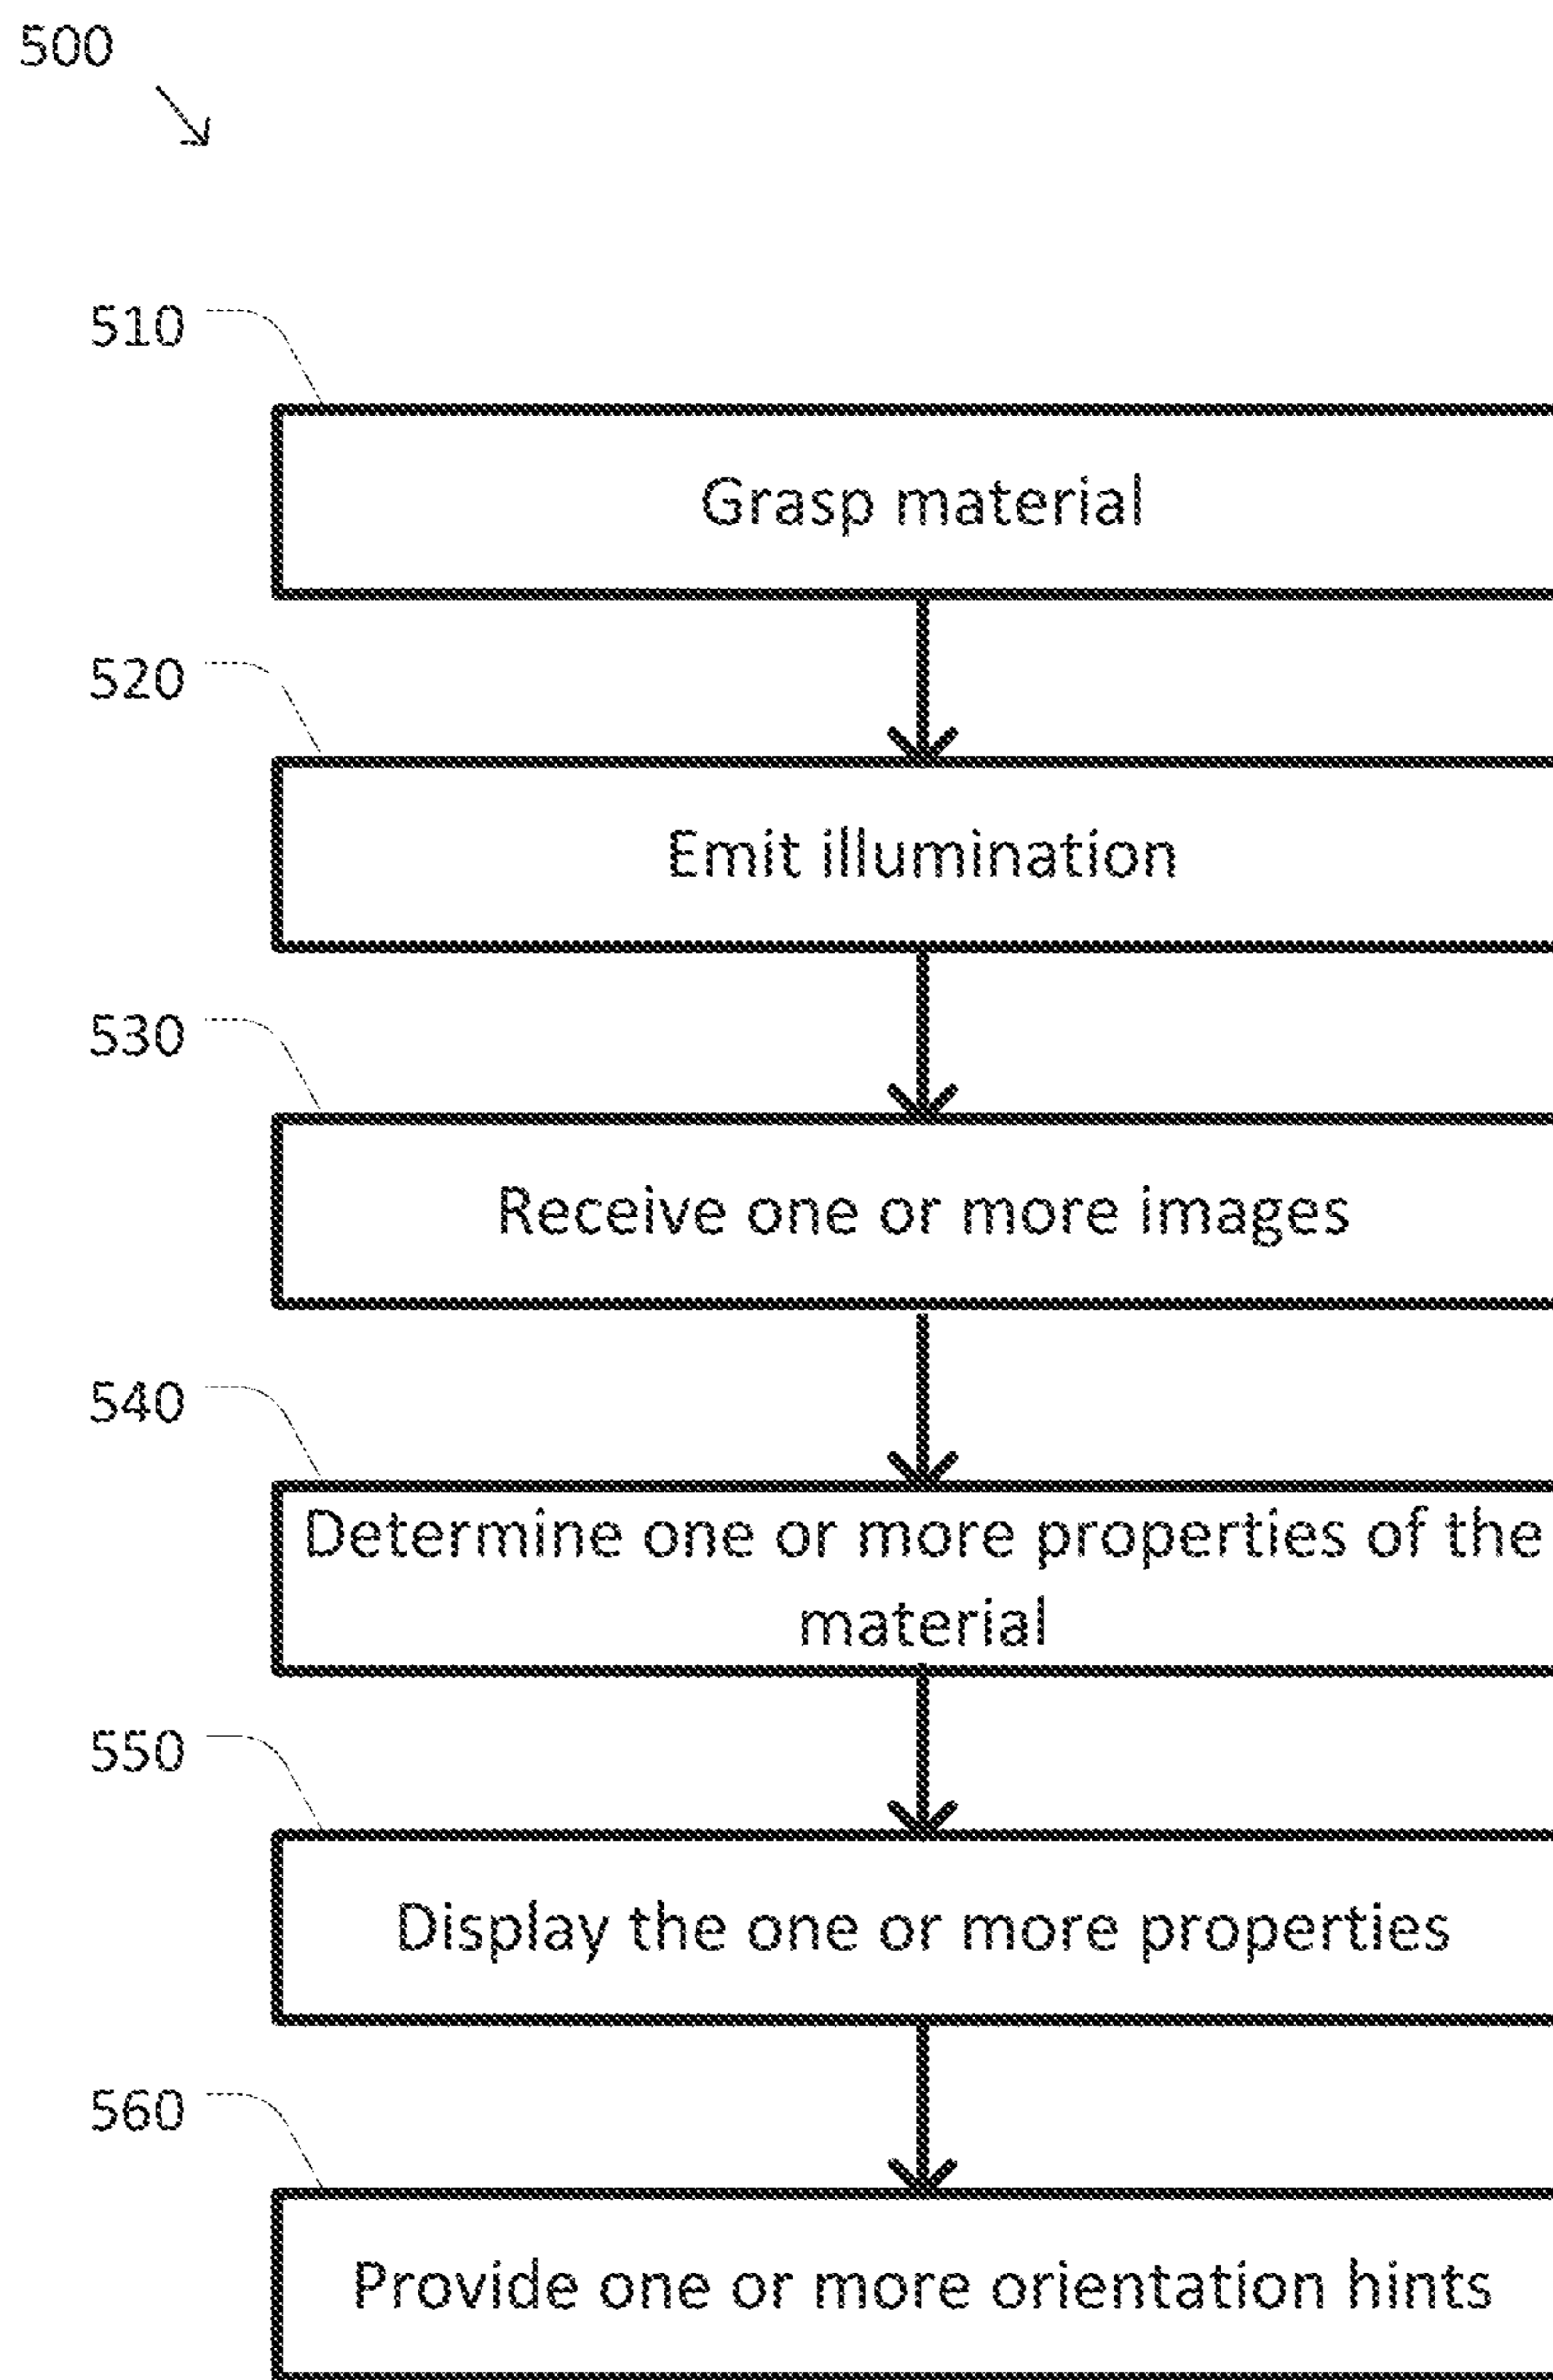 500
510
Grasp material
520
Emit illumination
530
Receive one or more images
540
Determine one or more properties of the
material
550
Display the one or more properties
560
Provide one or more orientation hints